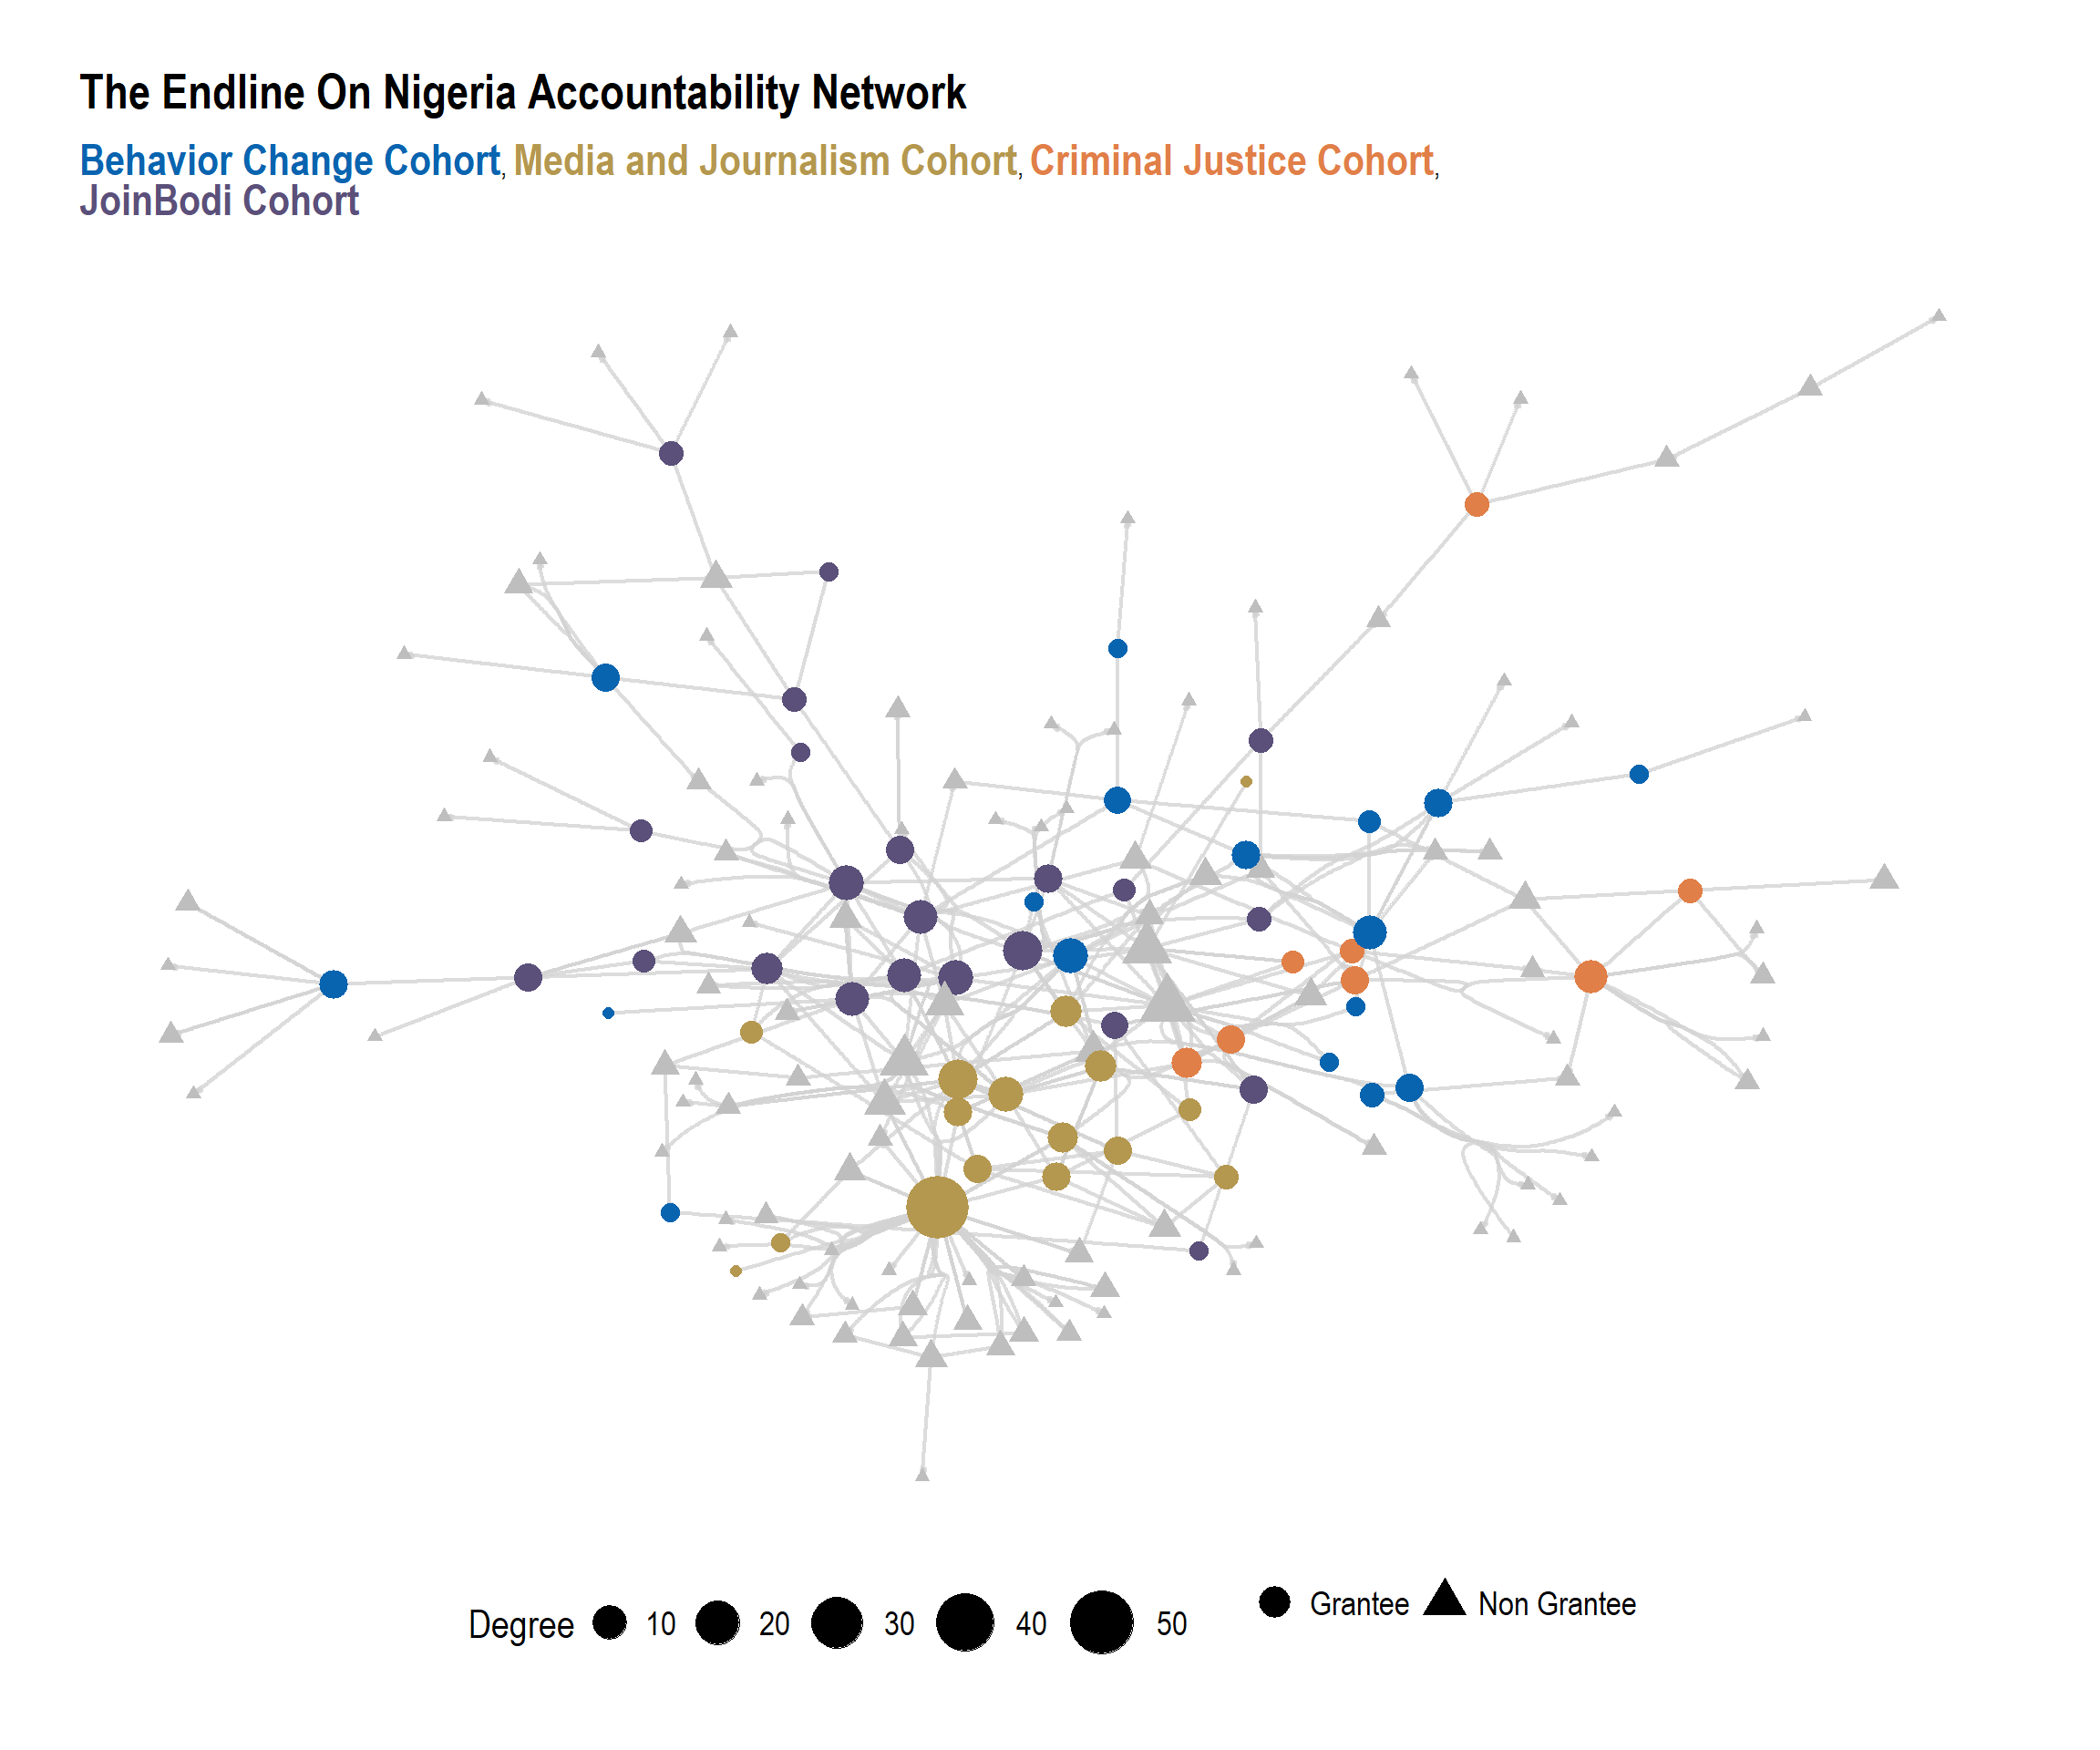 The Endline On Nigeria Accountability Network
Behavior Change Cohort, Media and Journalism Cohort, Criminal Justice Cohort,
JoinBodi Cohort
Degree 10 20 30 40 50 Grantee Non Grantee